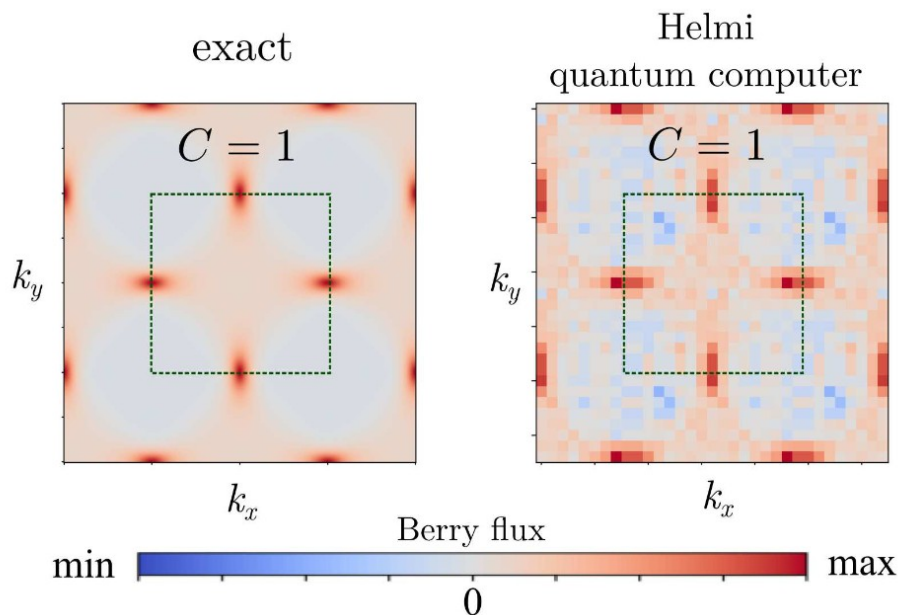 exact
Helmi
quantum computer
C = 1
C = 1
k_y
k_y
k_x
k_x
Berry flux
min
max
0